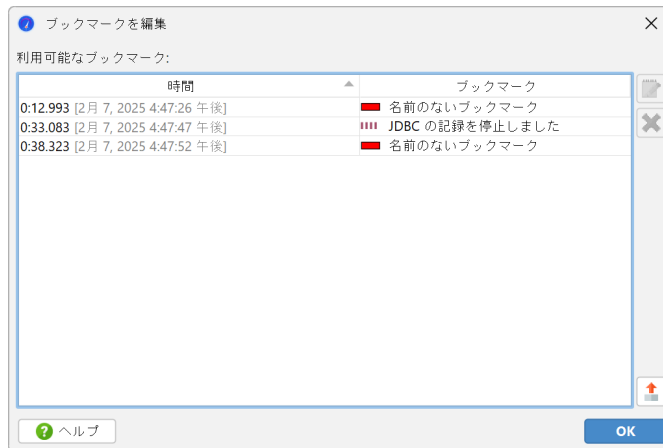 ブックマークを編集
利用可能なブックマーク:
時間 ブックマーク
0:12.993 [2月 7, 2025 4:47:26 午後] 名前のないブックマーク
0:33.083 [2月 7, 2025 4:47:47 午後] JDBC の記録を停止しました
0:38.323 [2月 7, 2025 4:47:52 午後] 名前のないブックマーク
ヘルプ OK